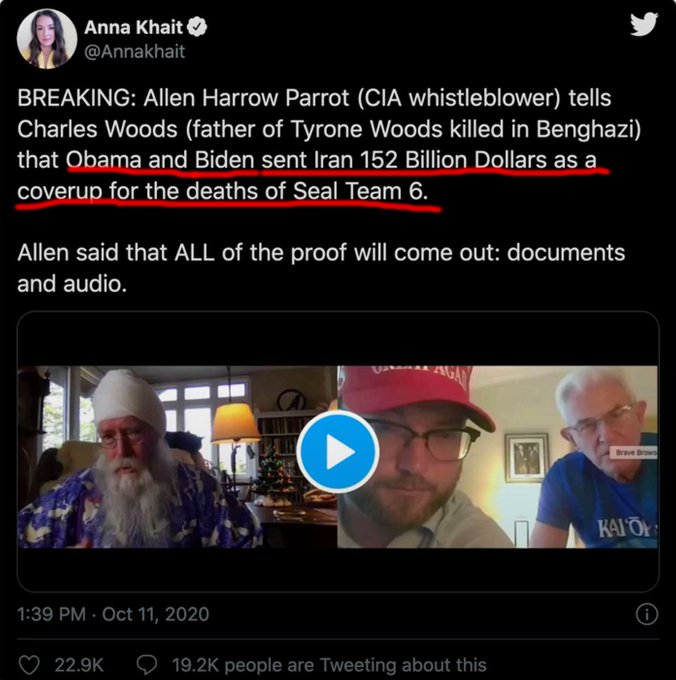 Anna Khait
@Annakhait
BREAKING: Allen Harrow Parrot (CIA whistleblower) tells
Charles Woods (father of Tyrone Woods killed in Benghazi)
that Obama and Biden sent Iran 152 Billion Dollars as a
coverup for the deaths of Seal Team 6.
Allen said that ALL of the proof will come out: documents
and audio.
AGAI
Brave Brows
1:39 PM · Oct 11, 2020
22.9K 19.2K people are Tweeting about this